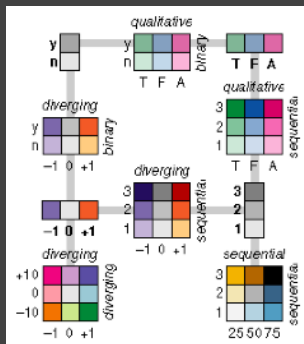 qualitative
y
n
binary
T F A
T F A
diverging
y
n
binary
-1 0 +1
qualitative
3
2
1
sequential
T F A
-1 0 +1
diverging
3
2
1
sequential
-1 0 +1
3
2
1
diverging
+10
0
-10
diverging
-1 0 +1
sequential
3
2
1
sequential
25 50 75